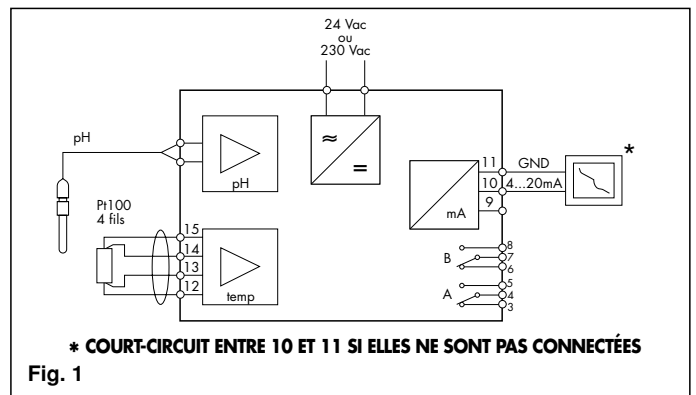 24 Vac
ou
230 Vac
pH
pH
Pt100
4 fils
15
14
13
12
temp
≈
=
mA
11
10
9
GND
4...20mA
*
B
8
7
6
A
5
4
3
* COURT-CIRCUIT ENTRE 10 ET 11 SI ELLES NE SONT PAS CONNECTÉES
Fig. 1